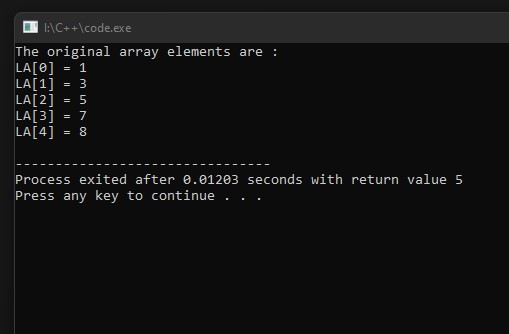 I:\C++\code.exe
The original array elements are :
LA[0] = 1
LA[1] = 3
LA[2] = 5
LA[3] = 7
LA[4] = 8
--------------------------------
Process exited after 0.01203 seconds with return value 5
Press any key to continue . . .